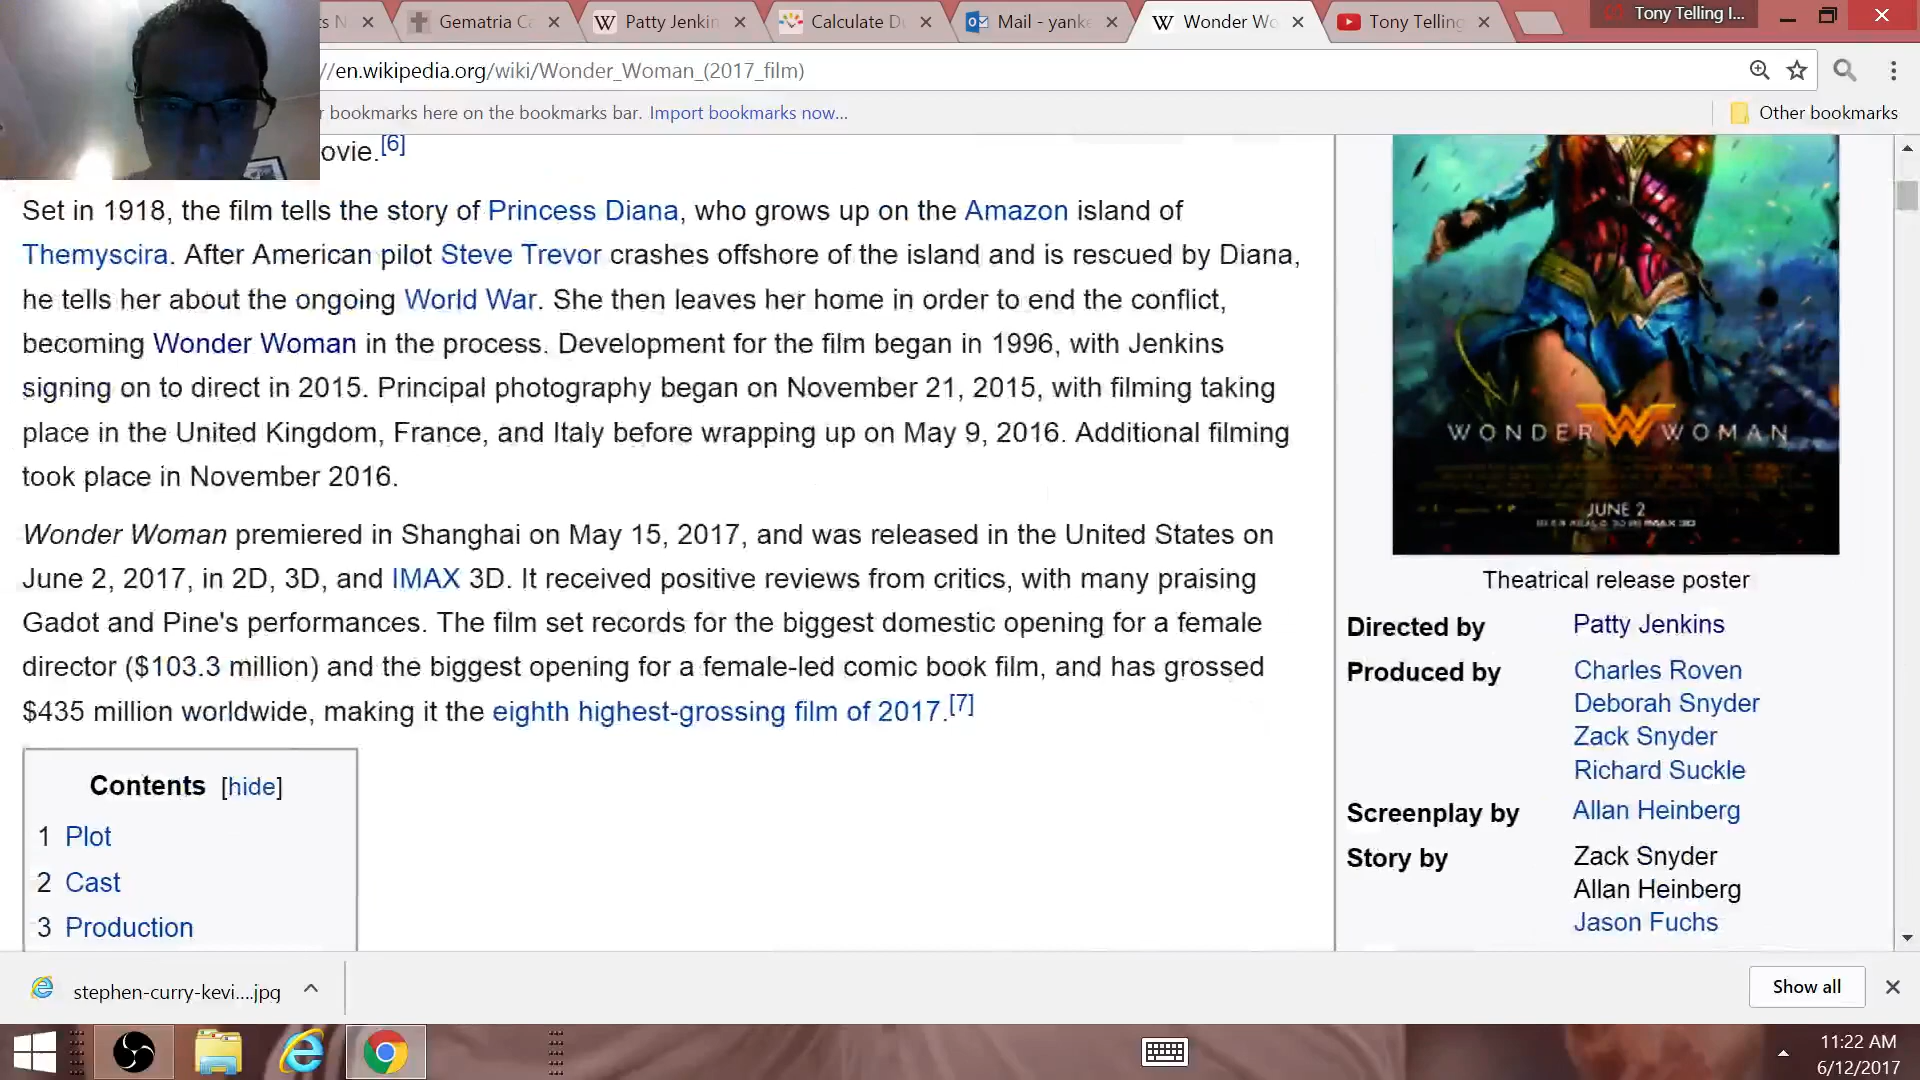 ts N
Gematria Ca
Patty Jenkin
Calculate Du
Mail - yanke
Wonder Wo
Tony Telling
Tony Telling I...
//en.wikipedia.org/wiki/Wonder_Woman_(2017_film)
r bookmarks here on the bookmarks bar. Import bookmarks now...
Other bookmarks
ovie.[6]
Set in 1918, the film tells the story of Princess Diana, who grows up on the Amazon island of
Themyscira. After American pilot Steve Trevor crashes offshore of the island and is rescued by Diana,
he tells her about the ongoing World War. She then leaves her home in order to end the conflict,
becoming Wonder Woman in the process. Development for the film began in 1996, with Jenkins
signing on to direct in 2015. Principal photography began on November 21, 2015, with filming taking
place in the United Kingdom, France, and Italy before wrapping up on May 9, 2016. Additional filming
took place in November 2016.
Wonder Woman premiered in Shanghai on May 15, 2017, and was released in the United States on
June 2, 2017, in 2D, 3D, and IMAX 3D. It received positive reviews from critics, with many praising
Gadot and Pine's performances. The film set records for the biggest domestic opening for a female
director ($103.3 million) and the biggest opening for a female-led comic book film, and has grossed
$435 million worldwide, making it the eighth highest-grossing film of 2017.[7]
Contents [hide]
1 Plot
2 Cast
3 Production
WONDER WOMAN
JUNE 2
Theatrical release poster
Directed by Patty Jenkins
Produced by Charles Roven
Deborah Snyder
Zack Snyder
Richard Suckle
Screenplay by Allan Heinberg
Story by Zack Snyder
Allan Heinberg
Jason Fuchs
stephen-curry-kevi....jpg
Show all
11:22 AM
6/12/2017